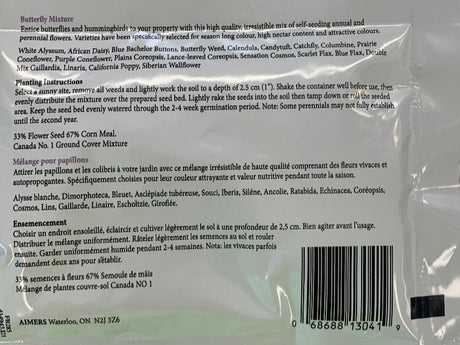 Butterfly Mixture
Entice butterflies and hummingbirds to your property with this high quality, irresistible mix of self-seeding annual and
perennial flowers. Varieties have been specifically selected for season long colour, high nectar content and attractive colours.
White Alyssum, African Daisy, Blue Bachelor Buttons, Butterfly Weed, Calendula, Candytuft, Catchfly, Columbine, Prairie
Coneflower, Purple Coneflower, Plains Coreopsis, Lance-leaved Coreopsis, Sensation Cosmos, Scarlet Flax, Blue Flax, Double
Mix Gaillardia, Linaria, California Poppy, Siberian Wallflower
Planting Instructions
Select a sunny site, remove all weeds and lightly work the soil to a depth of 2.5 cm (1"). Shake the container well before use, then
evenly distribute the mixture over the prepared seed bed. Lightly rake the seeds into the soil then tamp down or roll the seeded
area. Keep the seed bed evenly watered through the 2-4 week germination period. Note: Some perennials may not fully establish
until the second year.
33% Flower Seed 67% Corn Meal.
Canada No. 1 Ground Cover Mixture
Mélange pour papillons
Attirer les papillons et les colibris à votre jardin avec ce mélange irrésistible de haute qualité comprenant des fleurs vivaces et
autopropogantes. Spécifiquement choisies pour leur couleur attrayante et valeur nutritive pendant toute la saison.
Alysse blanche, Dimorphoteca, Bleuet, Asclépiade tubéreuse, Souci, Iberis, Silène, Ancolie, Ratabida, Echinacea, Coréopsis,
Cosmos, Lins, Gaillarde, Linaire, Escholtzie, Giroflée.
Ensemencement
Choisir un endroit ensoleillé, éclaircir et cultiver légèrement le sol à une profondeur de 2,5 cm. Bien agiter avant l'usage.
Distribuer le mélange uniformément. Râteler légèrement les semences au sol et rouler
ensuite. Garder uniformément humide pendant 2-4 semaines. Nota: les vivaces parfois
demandent deux ans pour s'établir.
33% semences à fleurs 67% Semoule de maïs
Mélange de plantes couvre-sol Canada NO 1
AIMERS Waterloo, ON N2J 3Z6
0 68688 13041 9